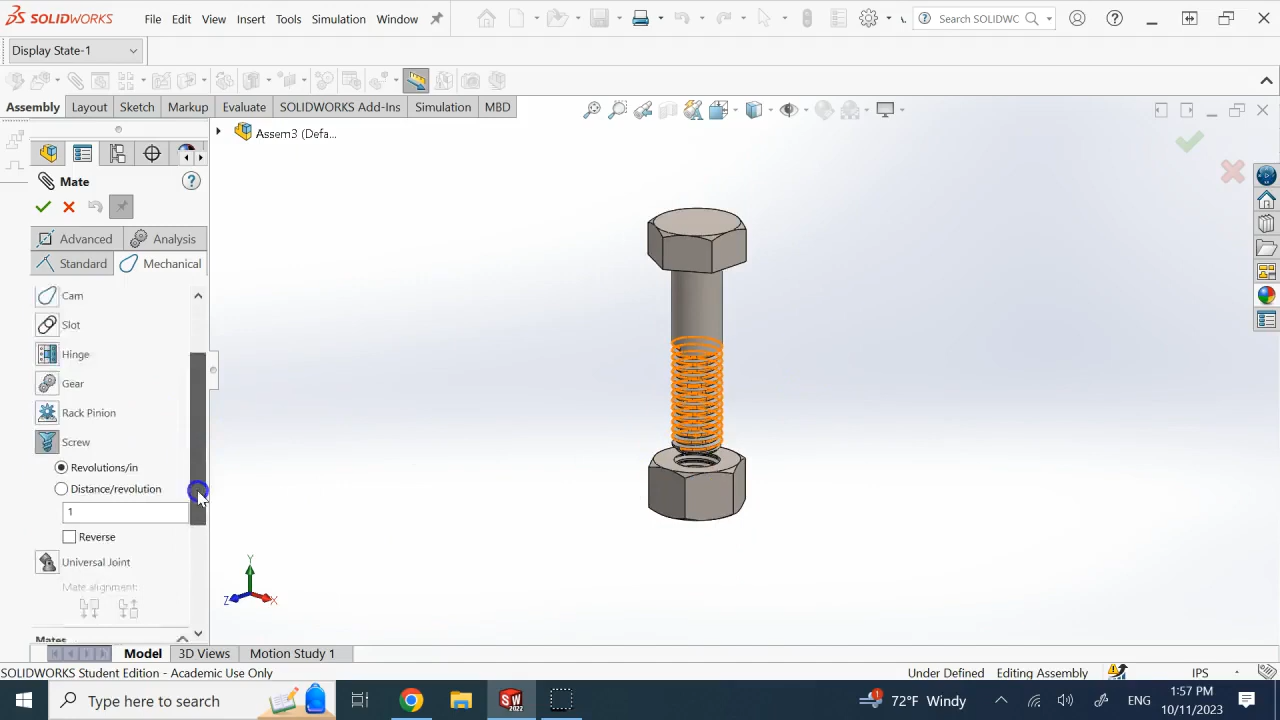 SOLIDWORKS File Edit View Insert Tools Simulation Window Search SOLIDWC
Display State-1
Assembly Layout Sketch Markup Evaluate SOLIDWORKS Add-Ins Simulation MBD
Assem3 (Defa...
Mate
Advanced Analysis
Standard Mechanical
Cam
Slot
Hinge
Gear
Rack Pinion
Screw
Revolutions/in
Distance/revolution
1
Reverse
Universal Joint
Mate alignment:
Mates
Y
Z X
Model 3D Views Motion Study 1
SOLIDWORKS Student Edition - Academic Use Only Under Defined Editing Assembly IPS
Type here to search SW 2022 1 72°F Windy ENG 1:57 PM
10/11/2023